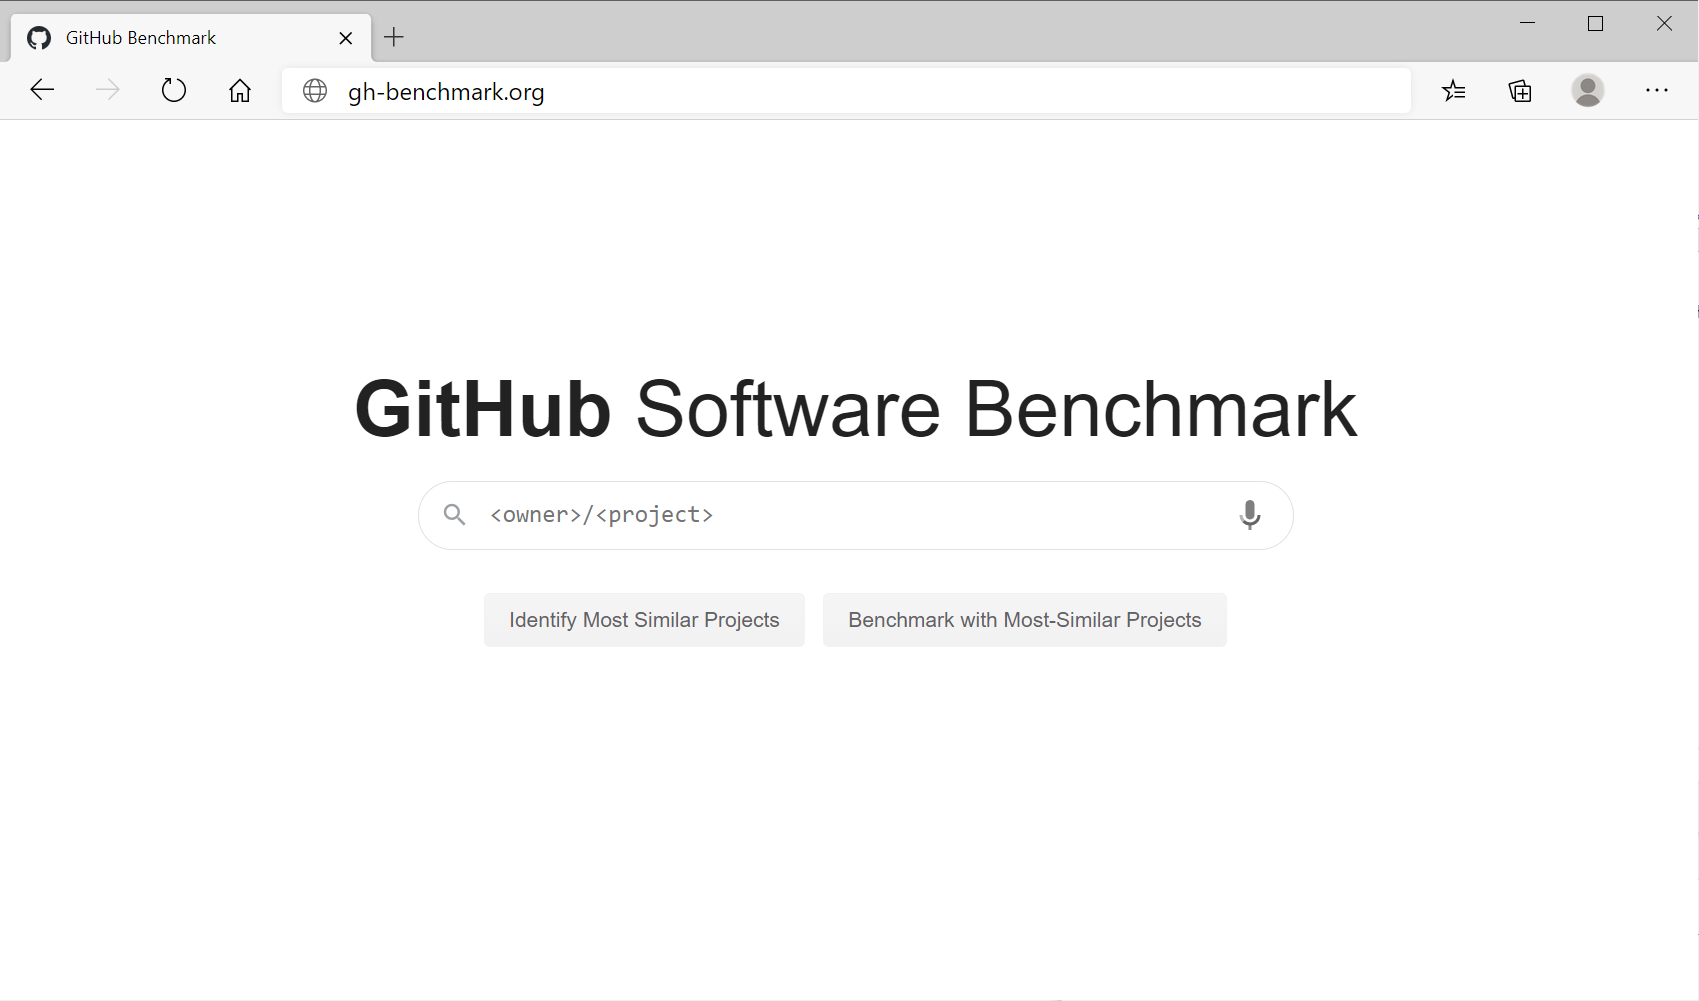 GitHub Benchmark
gh-benchmark.org
GitHub Software Benchmark
<owner>/<project>
Identify Most Similar Projects
Benchmark with Most-Similar Projects